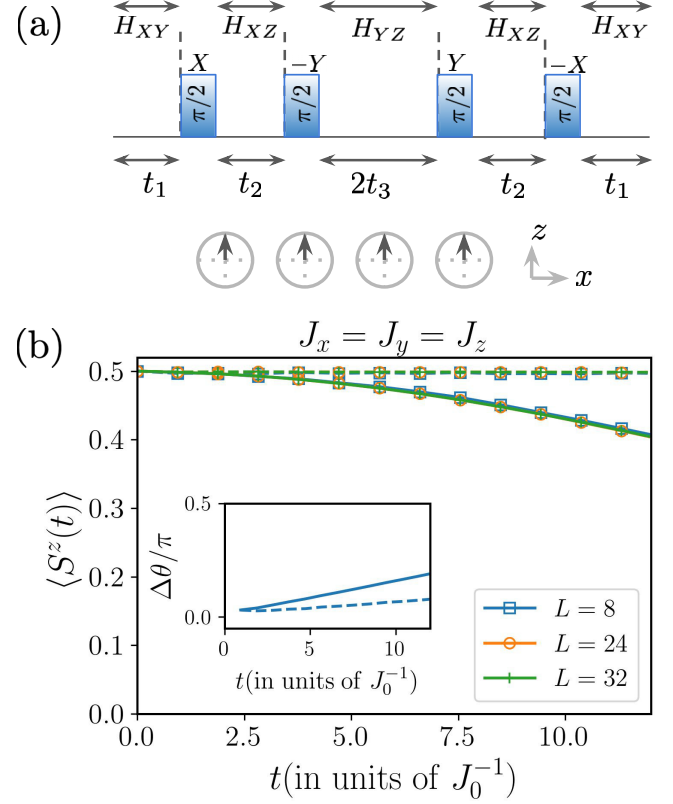 (a)
H_{XY} H_{XZ} H_{YZ} H_{XZ} H_{XY}
X −Y Y −X
π/2 π/2 π/2 π/2
t_1 t_2 2t_3 t_2 t_1
z
x
(b)
J_x = J_y = J_z
0.5
0.4
0.3
0.2
0.1
0.0
⟨S^z(t)⟩
0.5
0.0
Δθ/π
0 5 10
t(in units of J_0^{-1})
L = 8
L = 24
L = 32
0.0 2.5 5.0 7.5 10.0
t(in units of J_0^{-1})